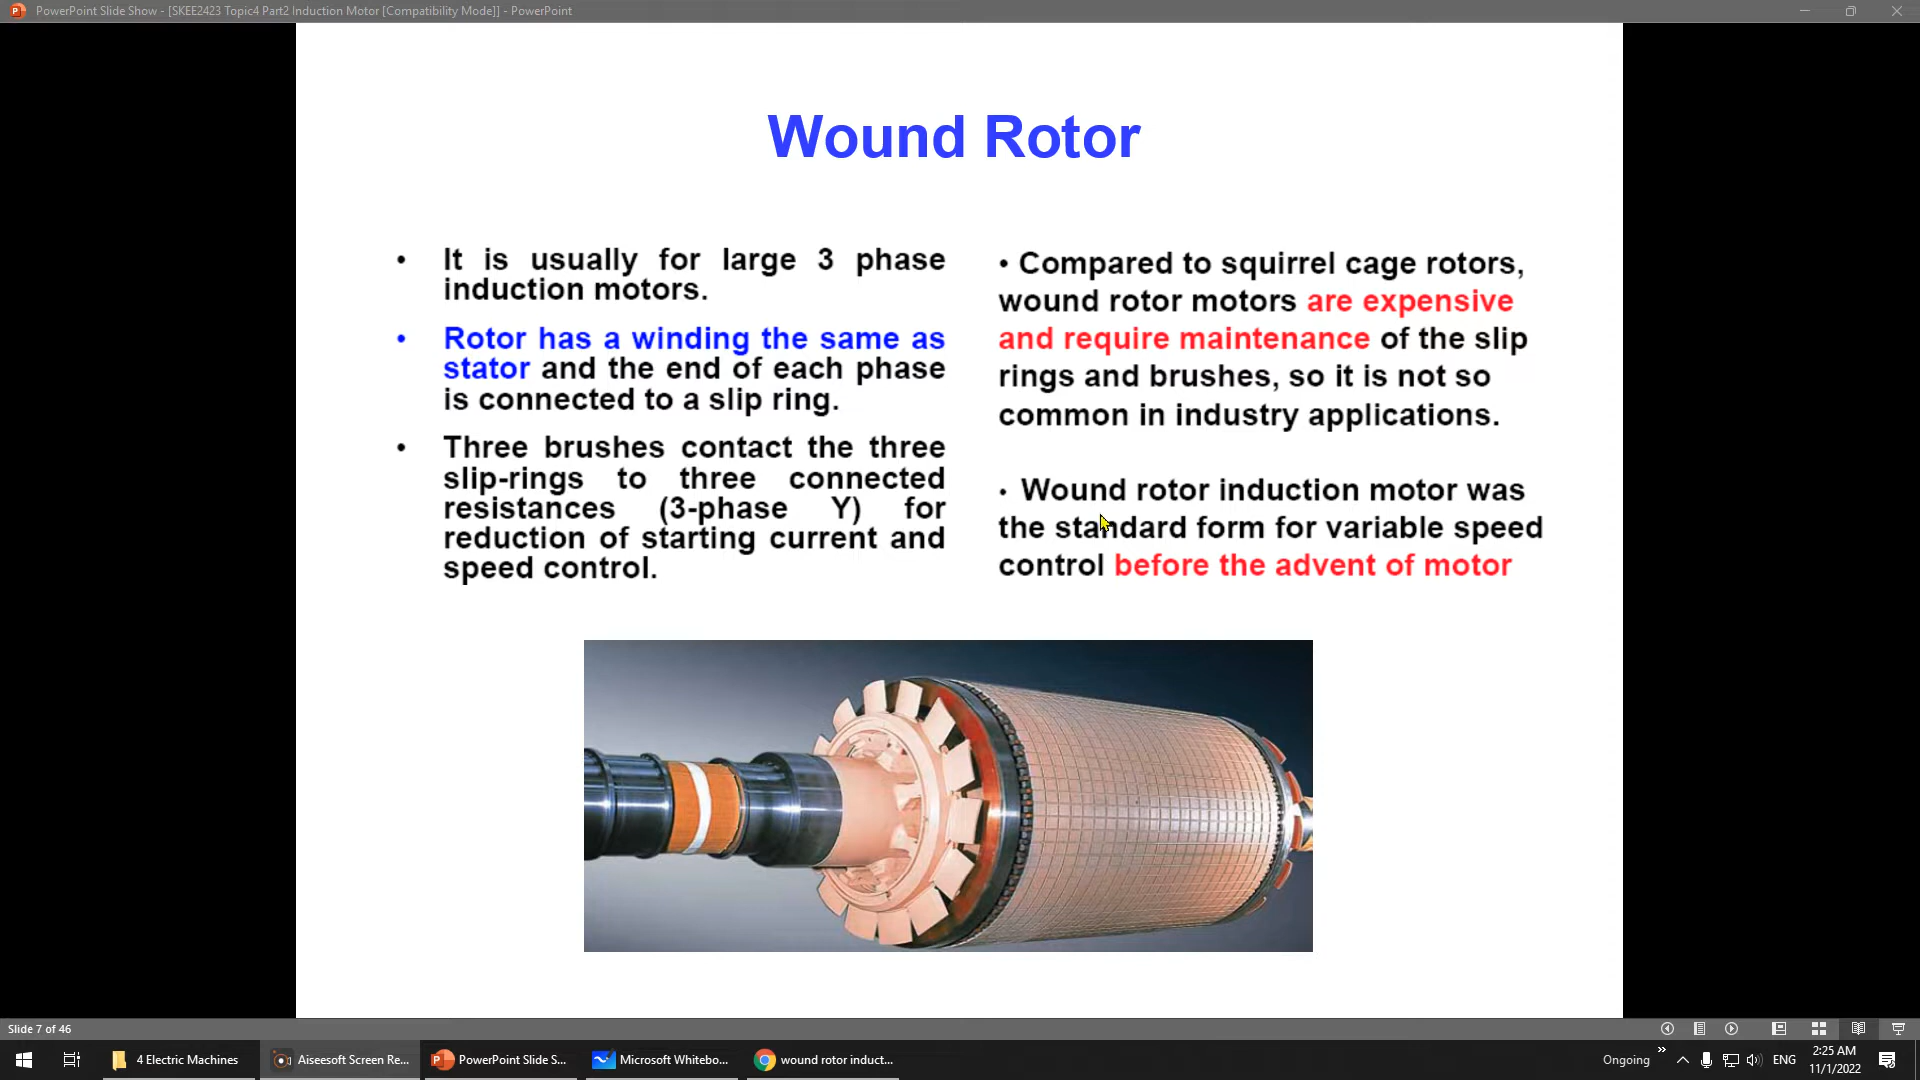 PowerPoint Slide Show - [SKEE2423 Topic4 Part2 Induction Motor [Compatibility Mode]] - PowerPoint
Wound Rotor
• It is usually for large 3 phase
induction motors.
• Rotor has a winding the same as
stator and the end of each phase
is connected to a slip ring.
• Three brushes contact the three
slip-rings to three connected
resistances (3-phase Y) for
reduction of starting current and
speed control.
• Compared to squirrel cage rotors,
wound rotor motors are expensive
and require maintenance of the slip
rings and brushes, so it is not so
common in industry applications.
• Wound rotor induction motor was
the standard form for variable speed
control before the advent of motor
Slide 7 of 46
4 Electric Machines
Aiseesoft Screen Re...
PowerPoint Slide S...
Microsoft Whitebo...
wound rotor induct...
Ongoing
ENG
2:25 AM
11/1/2022